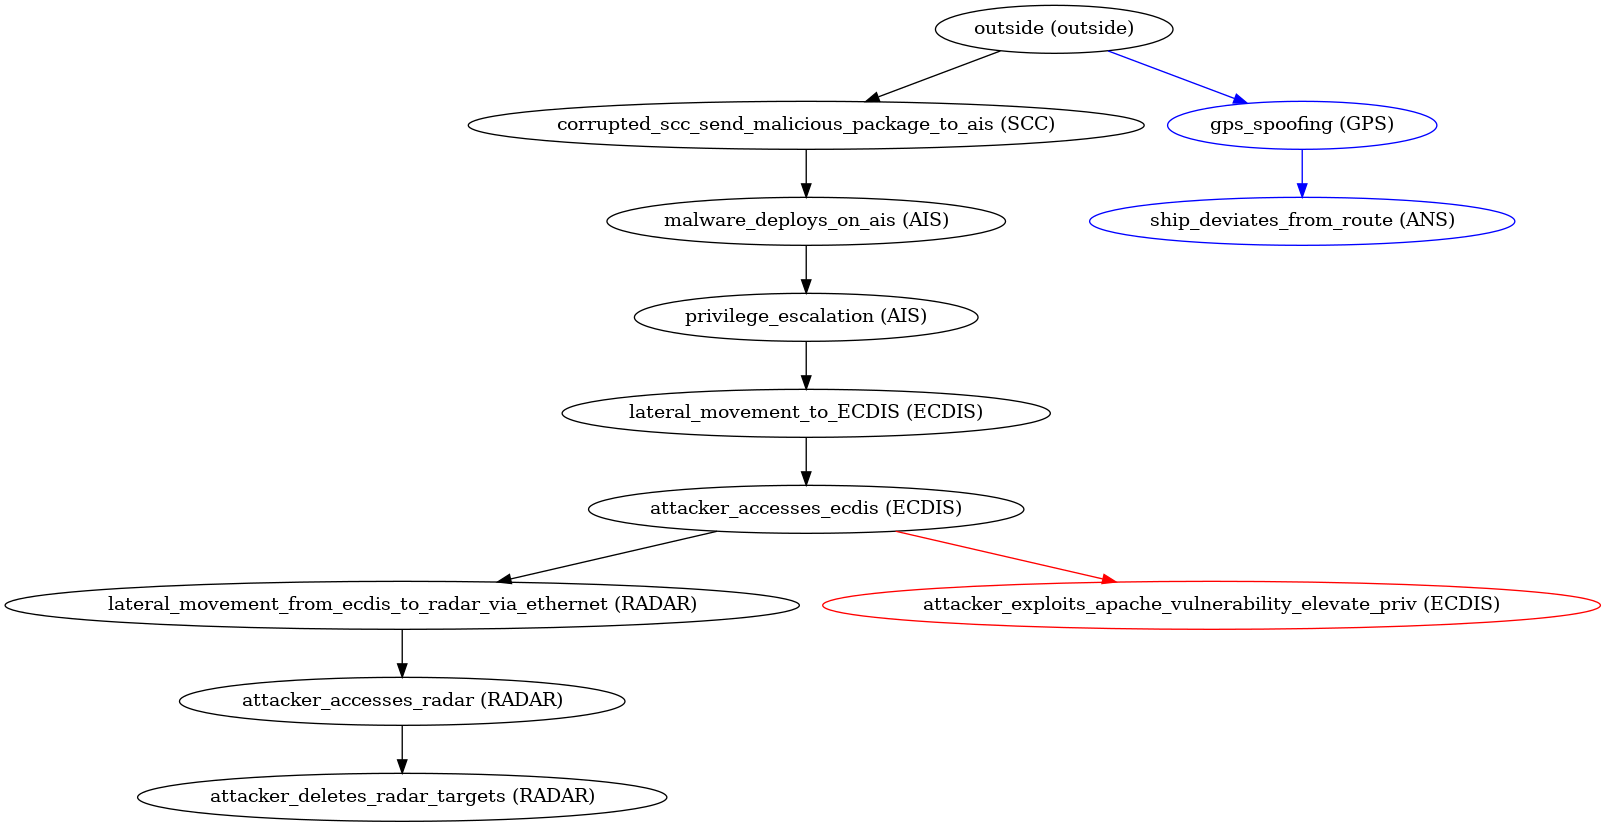 outside (outside)
corrupted_scc_send_malicious_package_to_ais (SCC)
gps_spoofing (GPS)
malware_deploys_on_ais (AIS)
ship_deviates_from_route (ANS)
privilege_escalation (AIS)
lateral_movement_to_ECDIS (ECDIS)
attacker_accesses_ecdis (ECDIS)
lateral_movement_from_ecdis_to_radar_via_ethernet (RADAR)
attacker_exploits_apache_vulnerability_elevate_priv (ECDIS)
attacker_accesses_radar (RADAR)
attacker_deletes_radar_targets (RADAR)